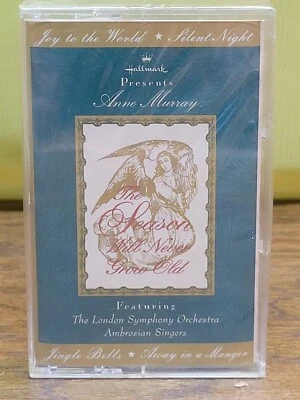 Joy to the World ★ Silent Night
Hallmark
Presents
Anne Murray
The
Season
Will Never
Grow Old
Featuring
The London Symphony Orchestra
Ambrosian Singers
Jingle Bells ★ Away in a Manger